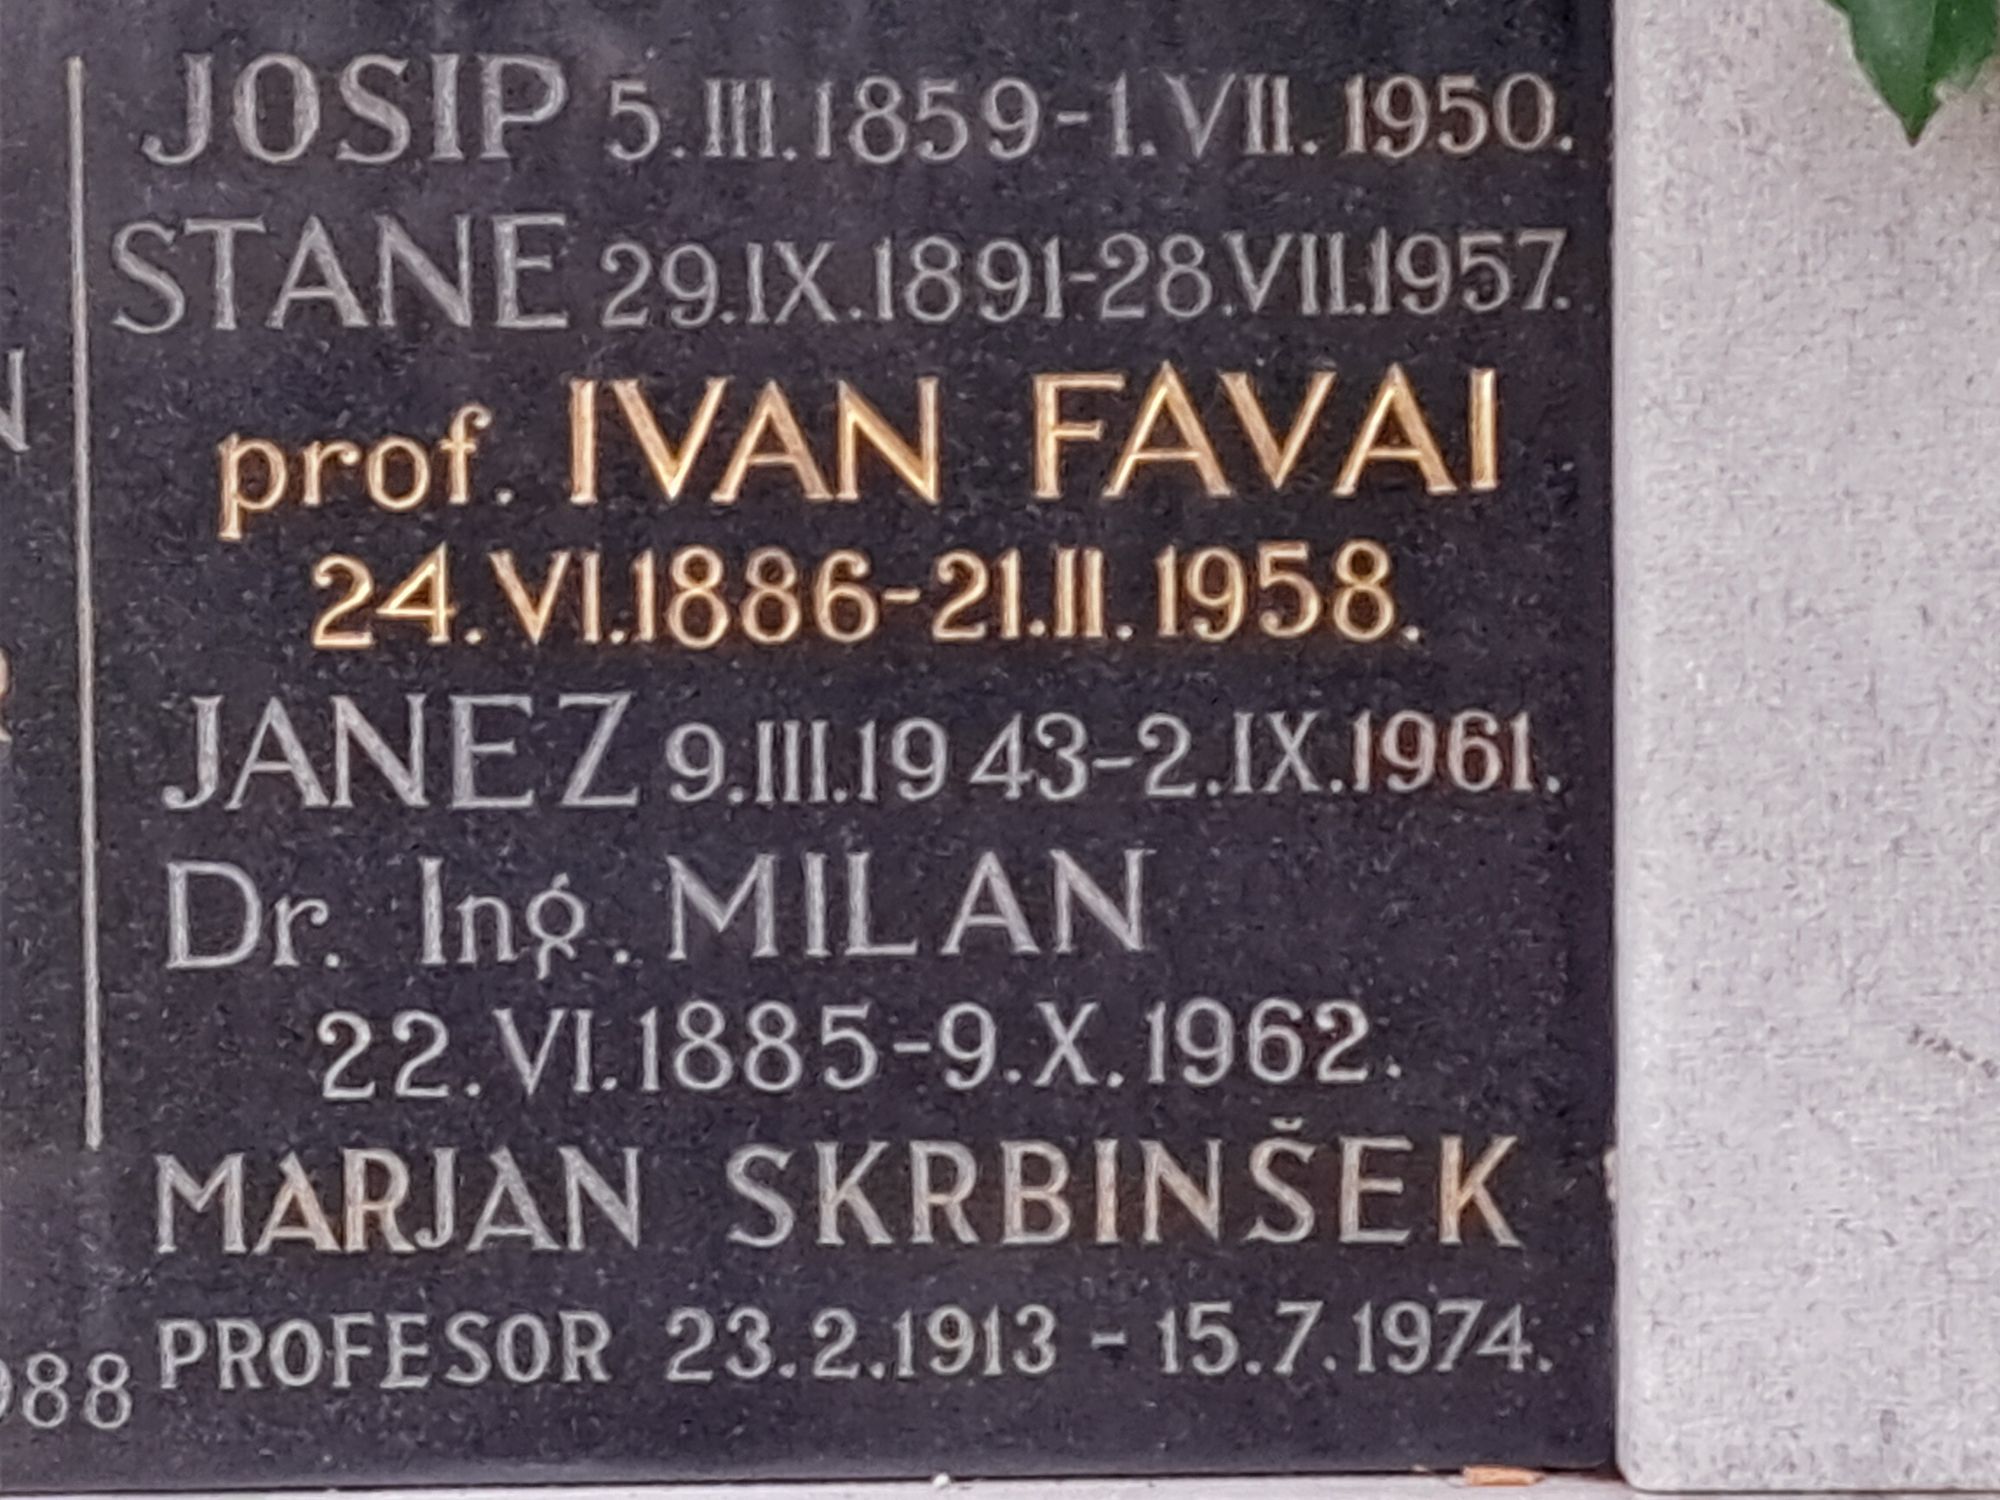 JOSIP 5.III.1859-1.VII.1950.
STANE 29.IX.1891-28.VII.1957.
prof. IVAN FAVAI
24.VI.1886-21.II.1958.
JANEZ 9.III.1943-2.IX.1961.
Dr. Ing. MILAN
22.VI.1885-9.X.1962.
MARJAN SKRBINŠEK
PROFESOR 23.2.1913 - 15.7.1974.